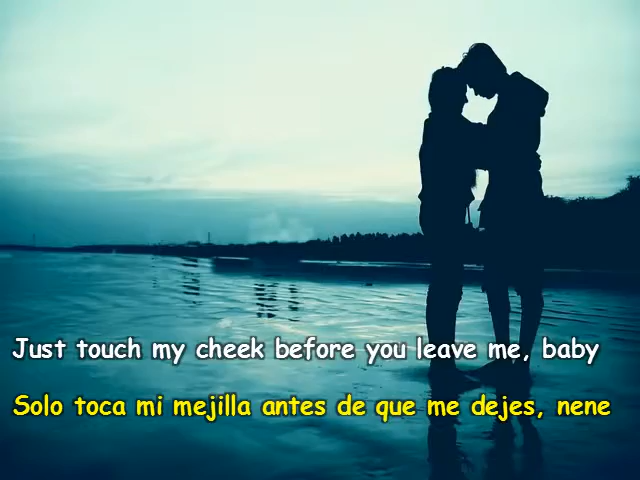 Just touch my cheek before you leave me, baby
Solo toca mi mejilla antes de que me dejes, nene